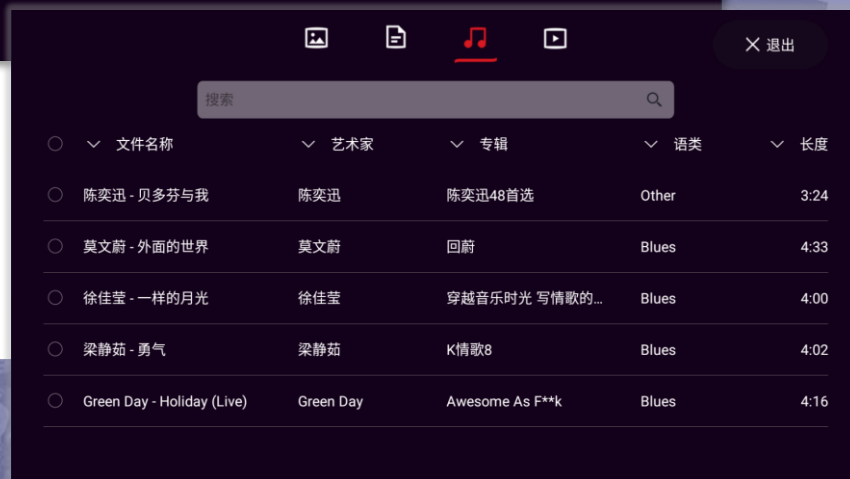 退出
搜索
文件名称 艺术家 专辑 语类 长度
陈奕迅 - 贝多芬与我 陈奕迅 陈奕迅48首选 Other 3:24
莫文蔚 - 外面的世界 莫文蔚 回蔚 Blues 4:33
徐佳莹 - 一样的月光 徐佳莹 穿越音乐时光 写情歌的... Blues 4:00
梁静茹 - 勇气 梁静茹 K情歌8 Blues 4:02
Green Day - Holiday (Live) Green Day Awesome As F**k Blues 4:16